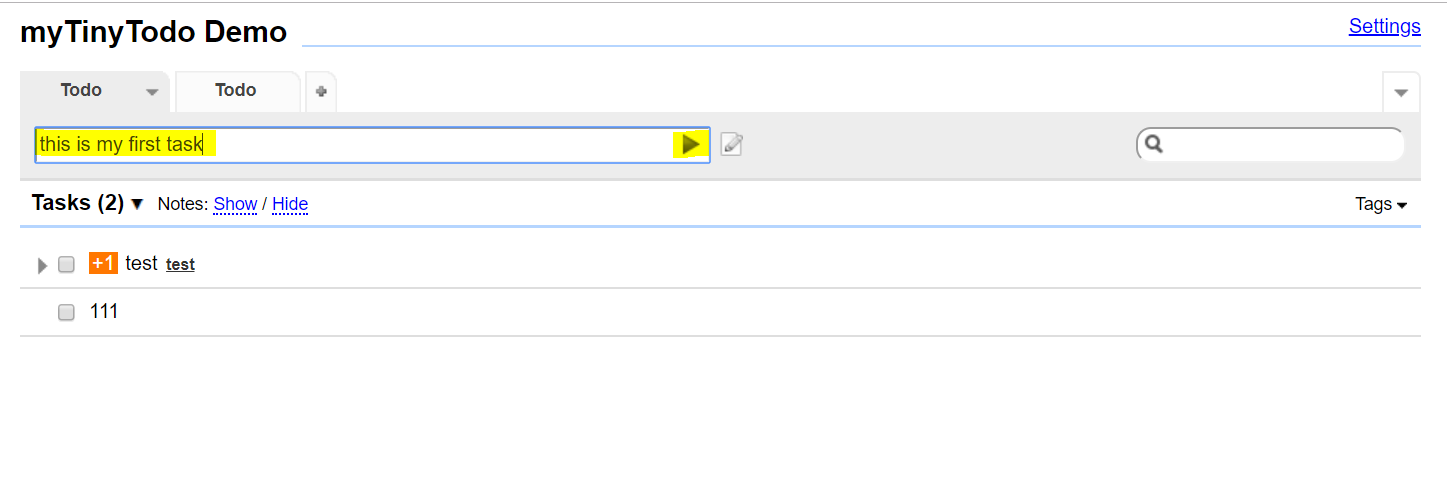 myTinyTodo Demo
Settings
Todo
Todo
this is my first task
Tasks (2) Notes: Show / Hide
Tags
+1 test test
111